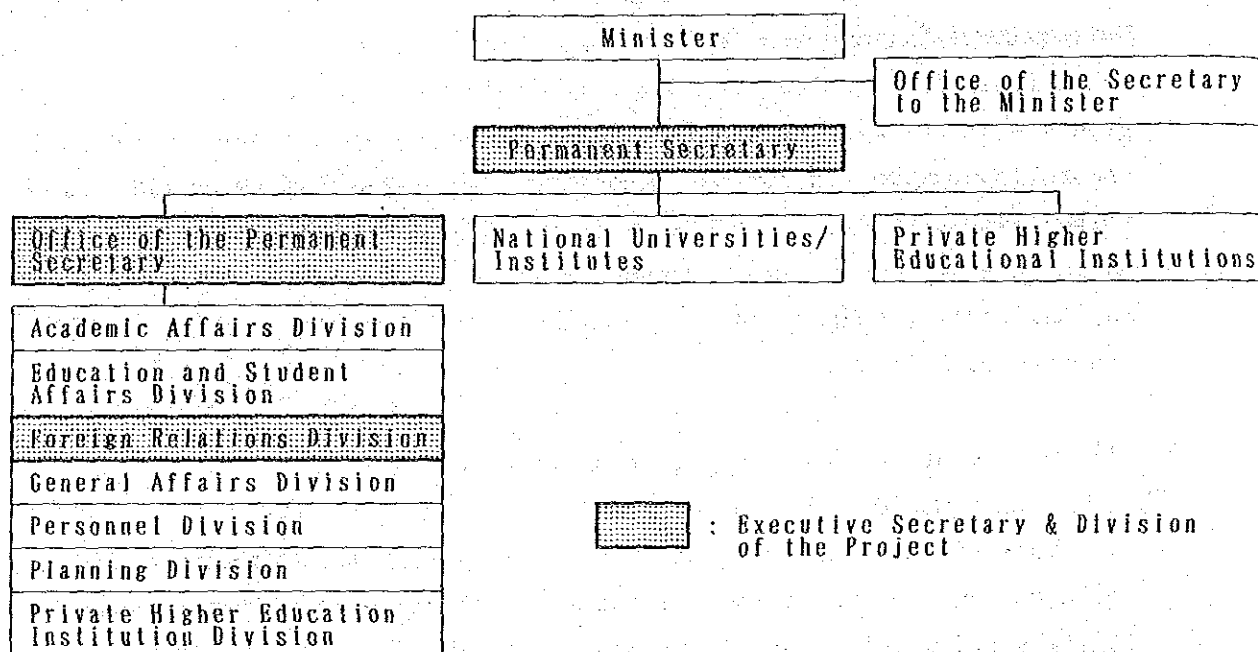 Minister
Office of the Secretary
to the Minister
Permanent Secretary
Office of the Permanent
Secretary
National Universities/
Institutes
Private Higher
Educational Institutions
Academic Affairs Division
Education and Student
Affairs Division
Foreign Relations Division
General Affairs Division
Personnel Division
Planning Division
Private Higher Education
Institution Division
: Executive Secretary & Division
of the Project